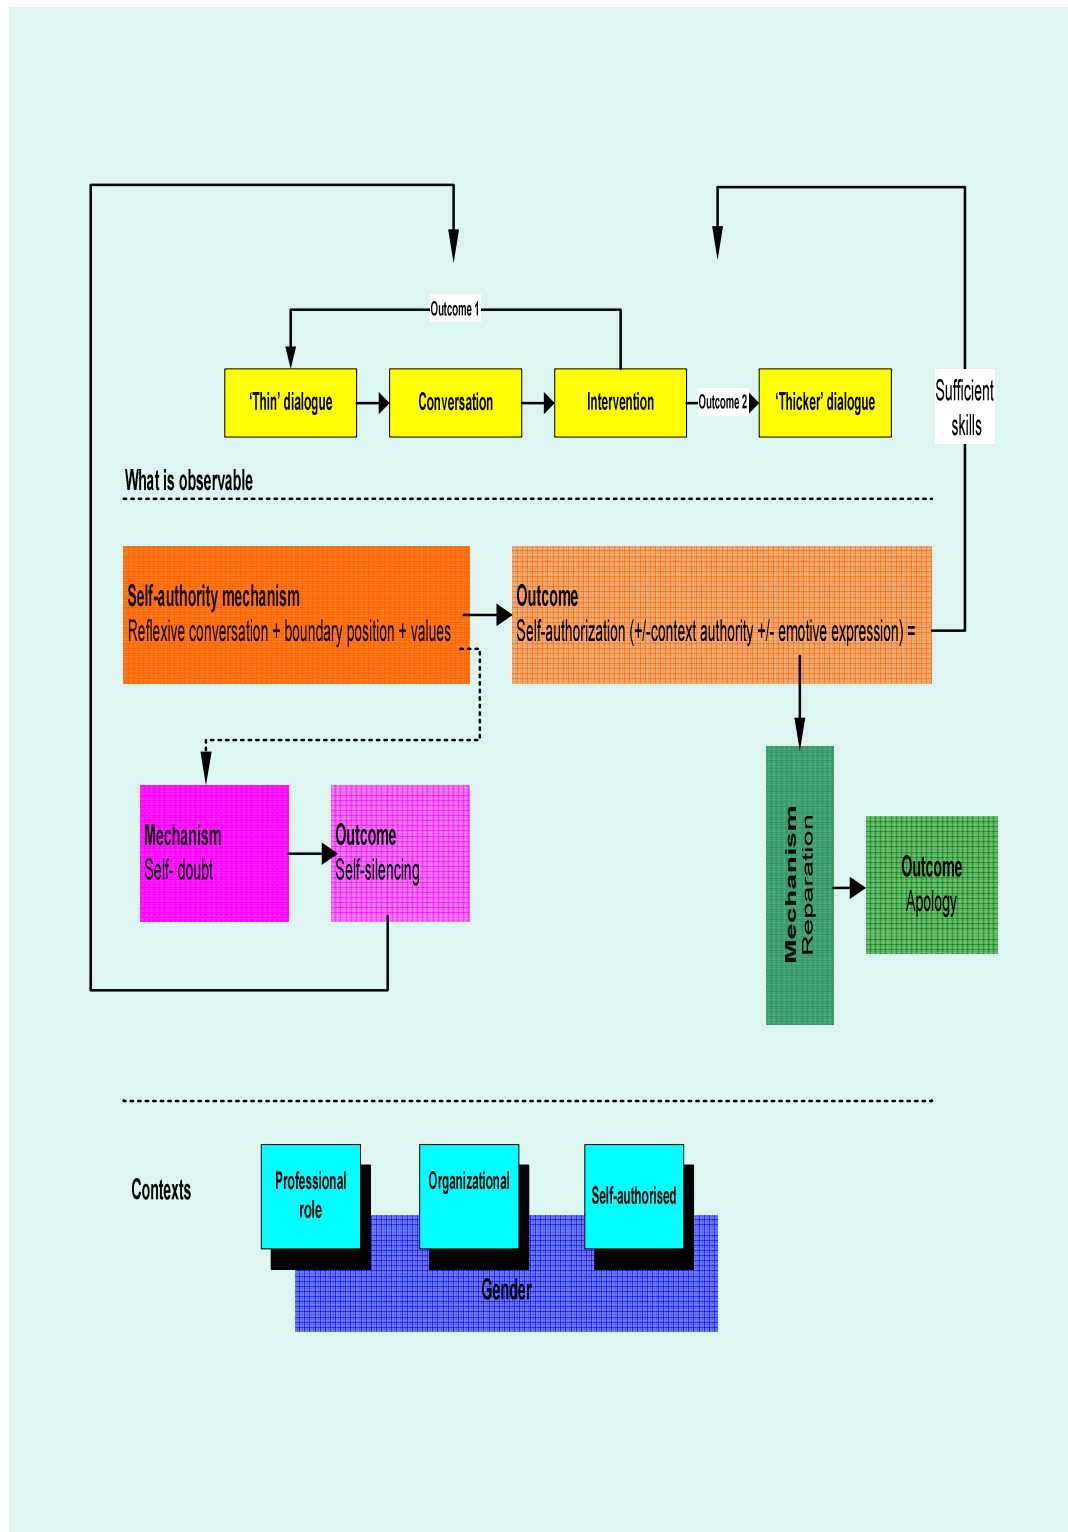 Outcome 1
‘Thin’ dialogue
Conversation
Intervention
Outcome 2
‘Thicker’ dialogue
Sufficient
skills
What is observable
Self-authority mechanism
Reflexive conversation + boundary position + values
Outcome
Self-authorization (+/-context authority +/- emotive expression) =
Mechanism
Self- doubt
Outcome
Self-silencing
Mechanism
Reparation
Outcome
Apology
Contexts
Professional
role
Organizational
Self-authorised
Gender